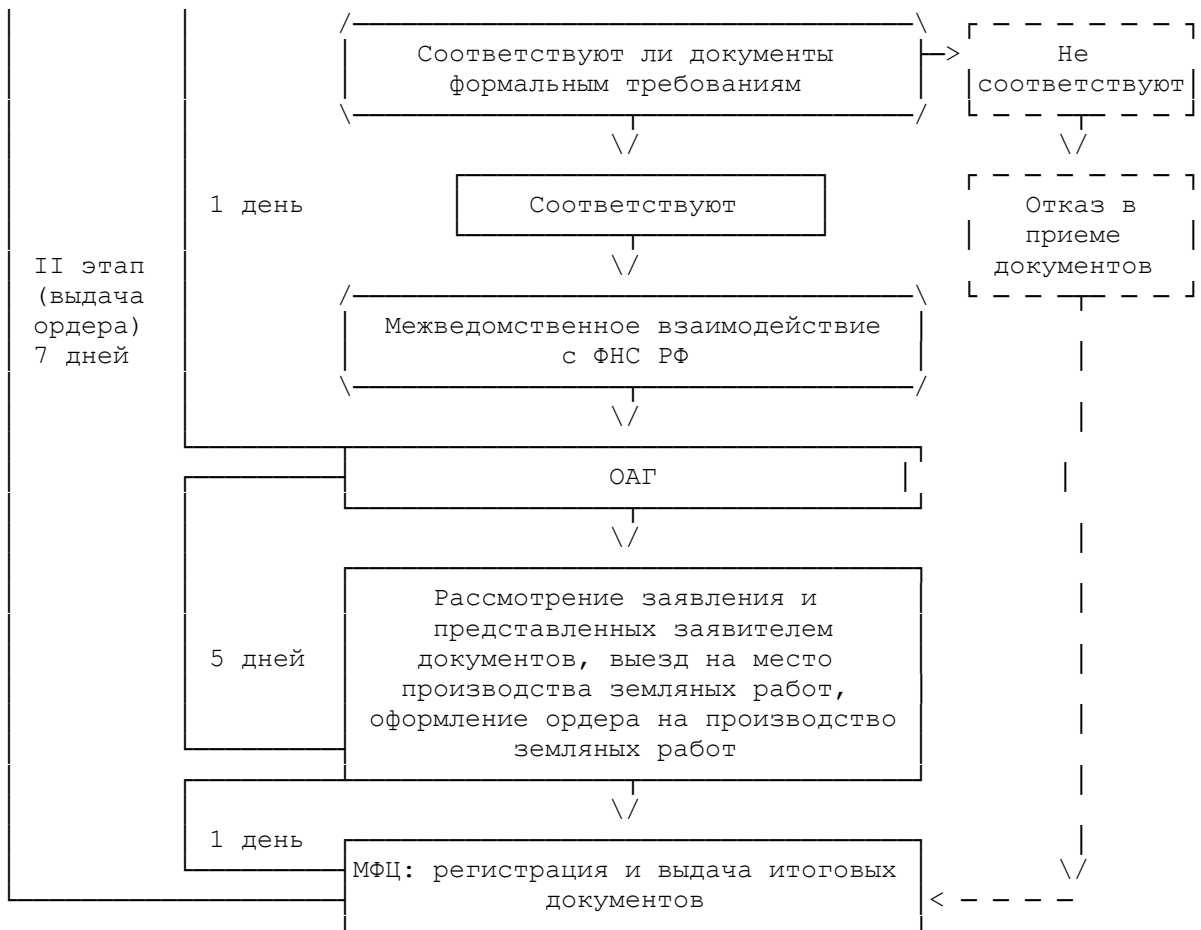 Соответствуют ли документы
формальным требованиям
Не
соответствуют
1 день
Соответствуют
Отказ в
приеме
документов
II этап
(выдача
ордера)
7 дней
Межведомственное взаимодействие
с ФНС РФ
ОАГ
5 дней
Рассмотрение заявления и
представленных заявителем
документов, выезд на место
производства земляных работ,
оформление ордера на производство
земляных работ
1 день
МФЦ: регистрация и выдача итоговых
документов